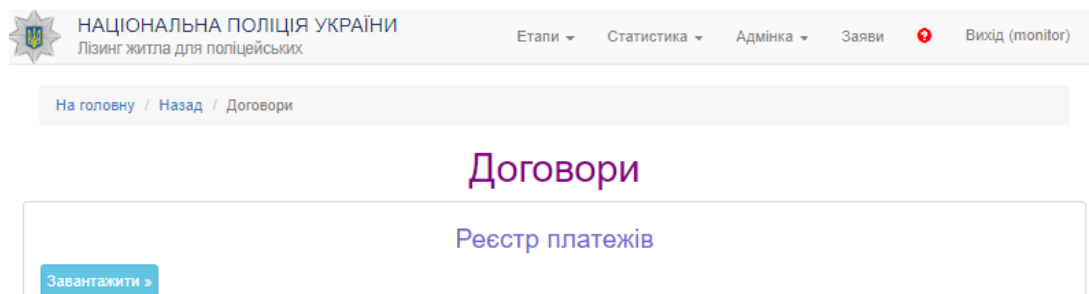 НАЦІОНАЛЬНА ПОЛІЦІЯ УКРАЇНИ
Лізинг житла для поліцейських
Етапи Статистика Адмінка Заяви ? Вихід (monitor)
На головну / Назад / Договори
Договори
Реєстр платежів
Завантажити »